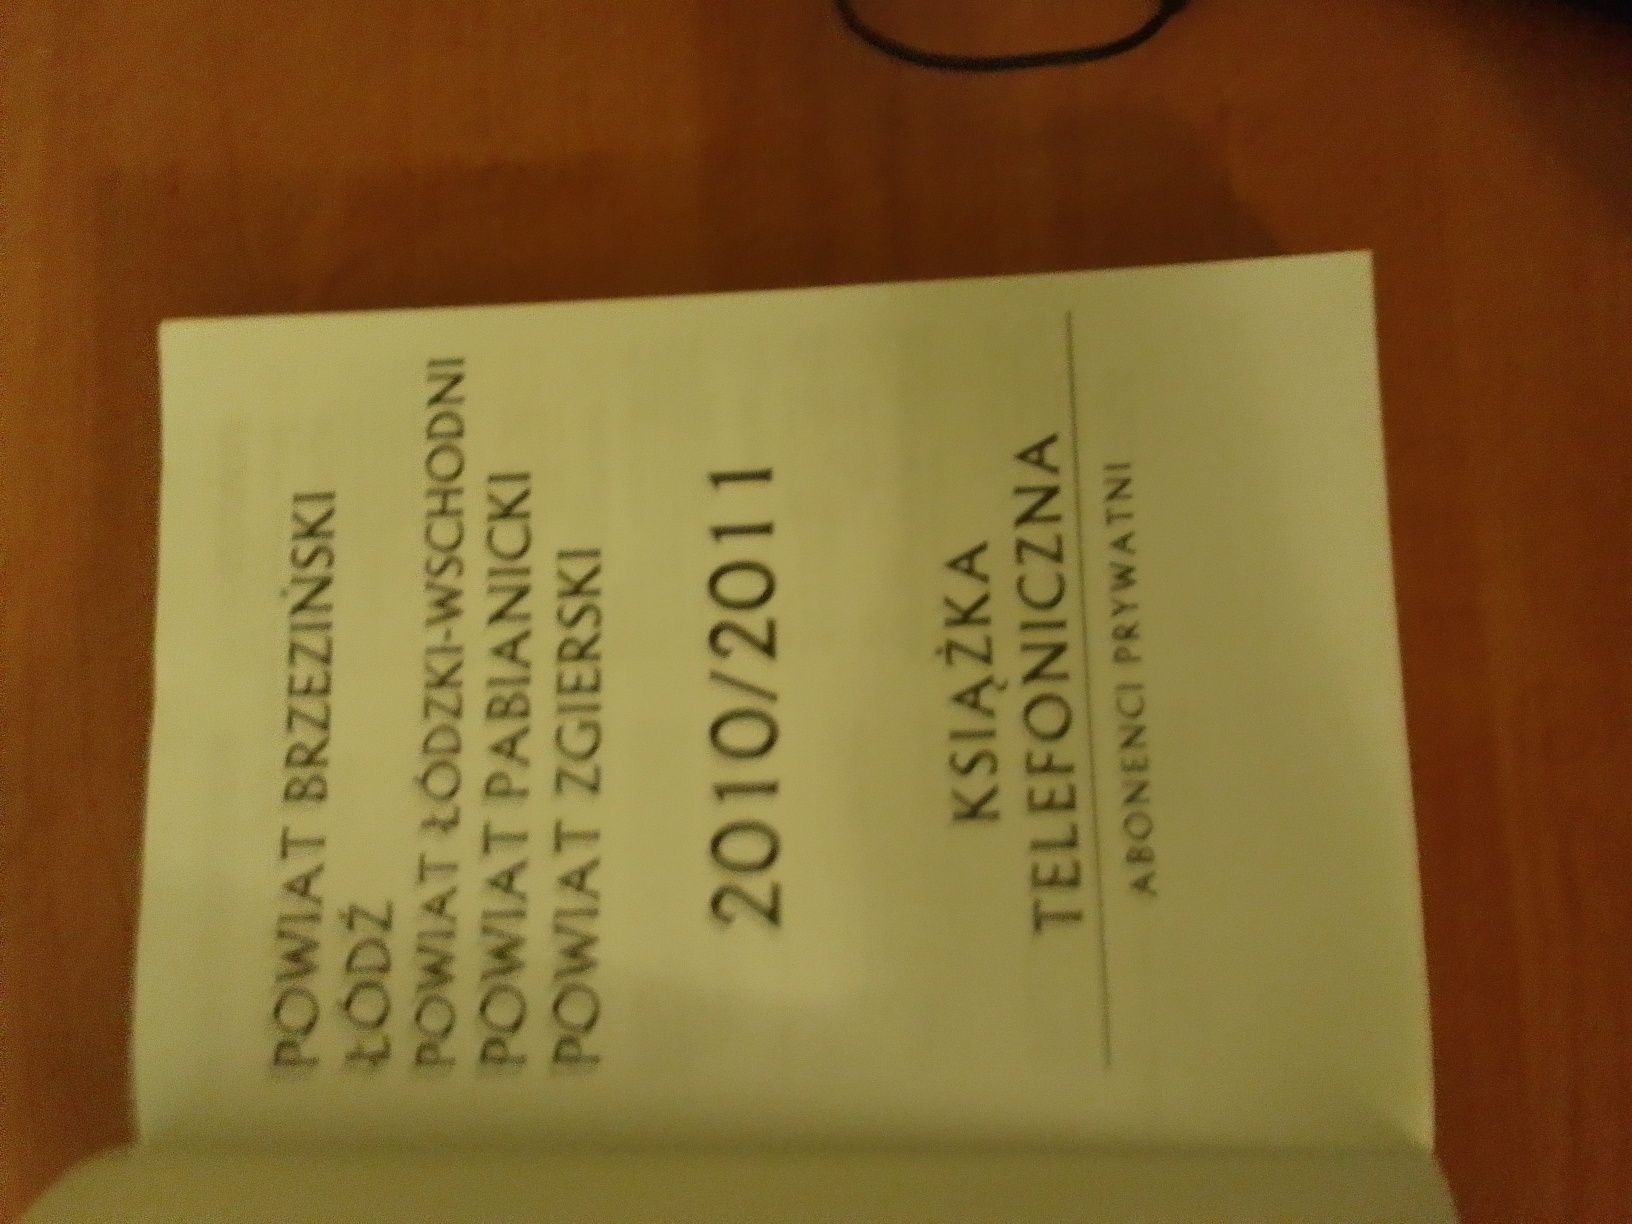 POWIAT BRZEZIŃSKI
ŁÓDŹ
POWIAT ŁÓDZKI-WSCHODNI
POWIAT PABIANICKI
POWIAT ZGIERSKI
2010/2011
KSIĄŻKA
TELEFONICZNA
ABONENCI PRYWATNI